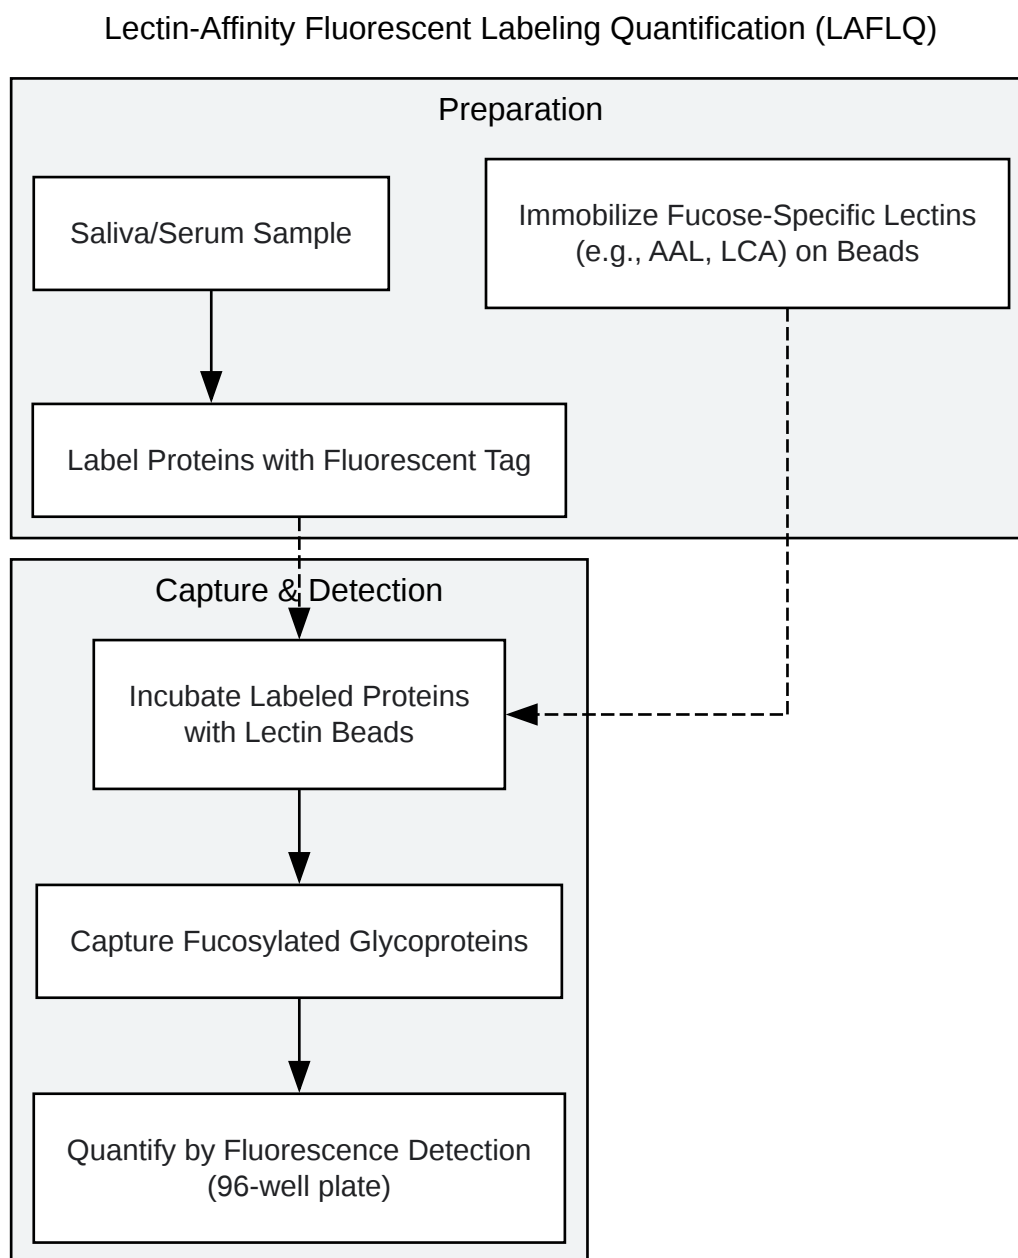 Lectin-Affinity Fluorescent Labeling Quantification (LAFLQ)
Preparation
Saliva/Serum Sample
Immobilize Fucose-Specific Lectins
(e.g., AAL, LCA) on Beads
Label Proteins with Fluorescent Tag
Capture & Detection
Incubate Labeled Proteins
with Lectin Beads
Capture Fucosylated Glycoproteins
Quantify by Fluorescence Detection
(96-well plate)